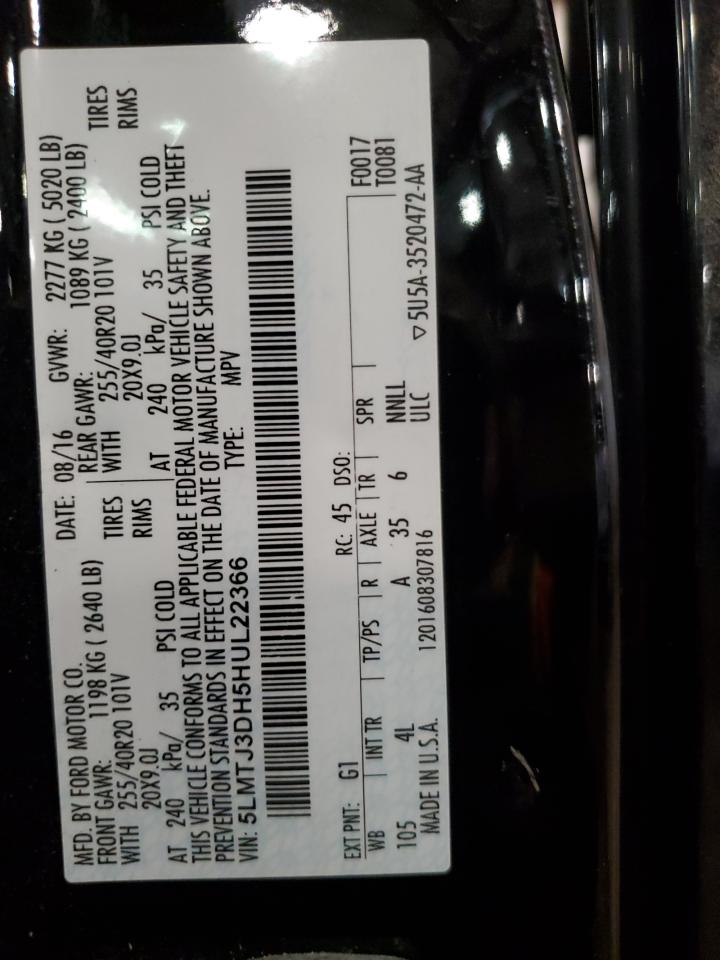 MFD. BY FORD MOTOR CO.
DATE: 08/16 GVWR: 2277 KG ( 5020 LB)
FRONT GAWR: 1198 KG ( 2640 LB) REAR GAWR: 1089 KG ( 2400 LB)
WITH 255/40R20 101V TIRES WITH 255/40R20 101V TIRES
20X9.0J RIMS 20X9.0J RIMS
AT 240 kPa/ 35 PSI COLD AT 240 kPa/ 35 PSI COLD
THIS VEHICLE CONFORMS TO ALL APPLICABLE FEDERAL MOTOR VEHICLE SAFETY AND THEFT
PREVENTION STANDARDS IN EFFECT ON THE DATE OF MANUFACTURE SHOWN ABOVE.
VIN: 5LMTJ3DH5HUL22366 TYPE: MPV
EXT PNT: G1 RC: 45 DSO: F0017
WB INT TR TP/PS R AXLE TR SPR T0081
105 4L A 35 6 NNLL
MADE IN U.S.A. 1201608307816 ULC ▽5U5A-3520472-AA